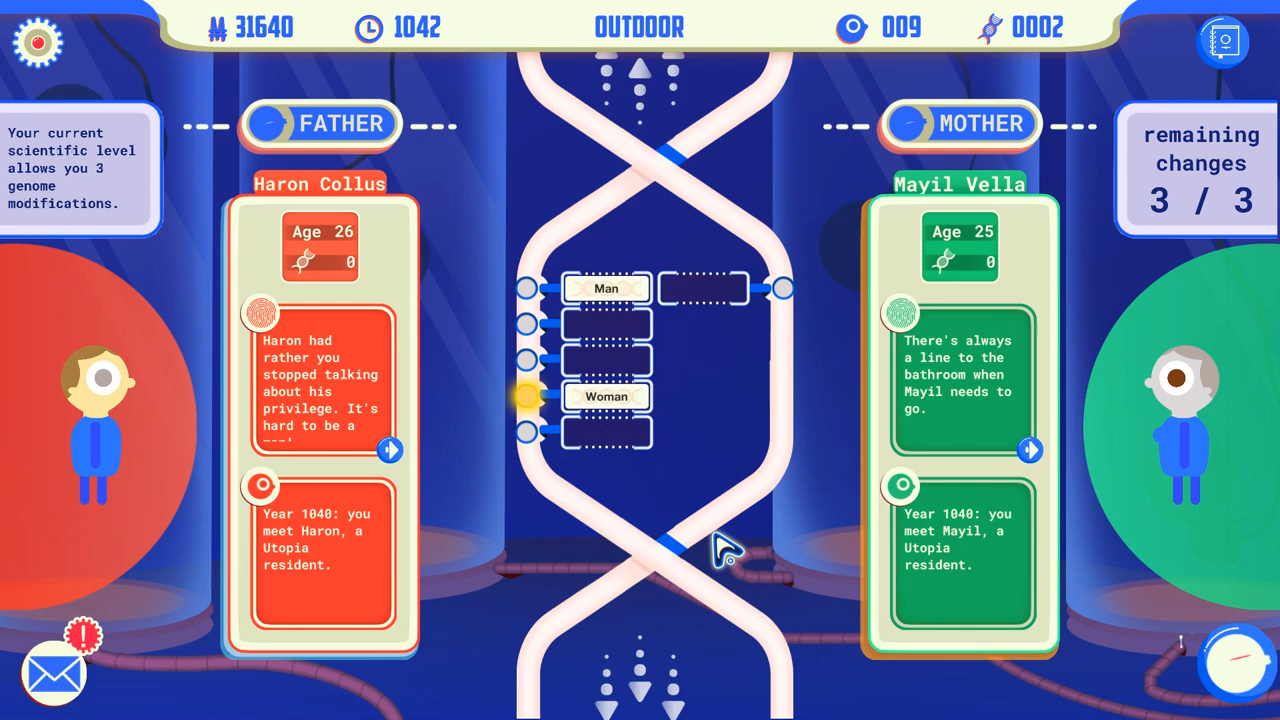 31640
1042
OUTDOOR
009
0002
Your current
scientific level
allows you 3
genome
modifications.
FATHER
MOTHER
remaining
changes
3 / 3
Haron Collus
Age 26
0
Haron had
rather you
stopped talking
about his
privilege. It's
hard to be a
Year 1040: you
meet Haron, a
Utopia
resident.
Man
Woman
Mayil Vella
Age 25
0
There's always
a line to the
bathroom when
Mayil needs to
go.
Year 1040: you
meet Mayil, a
Utopia
resident.